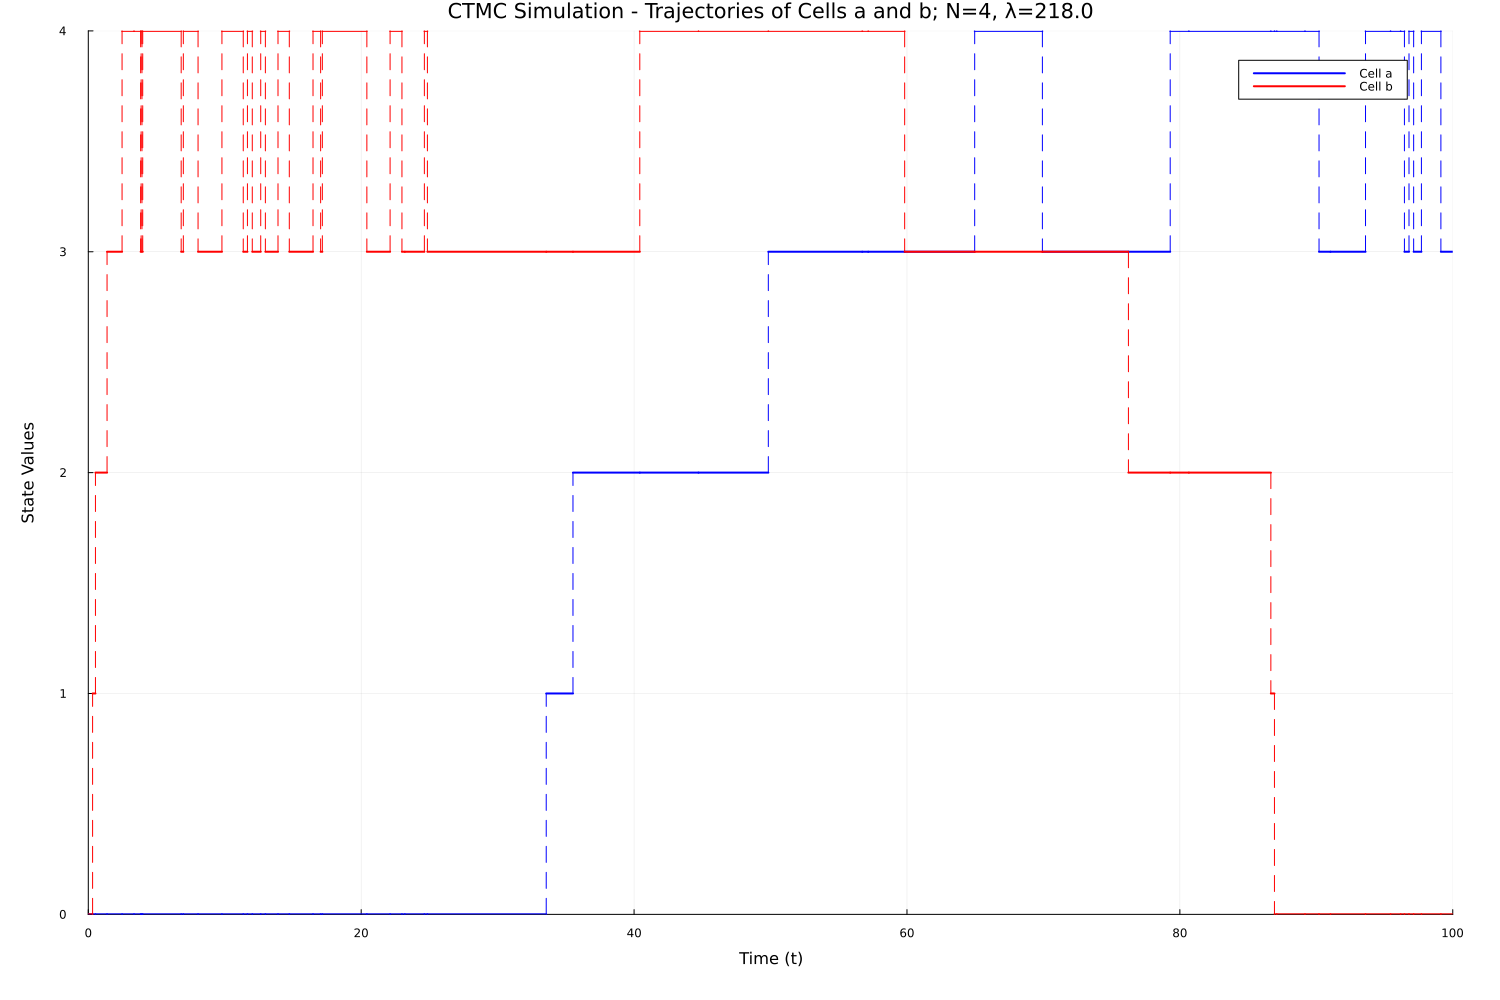 CTMC Simulation - Trajectories of Cells a and b; N=4, λ=218.0
4
Cell a
Cell b
3
State Values
2
1
0
0 20 40 60 80 100
Time (t)